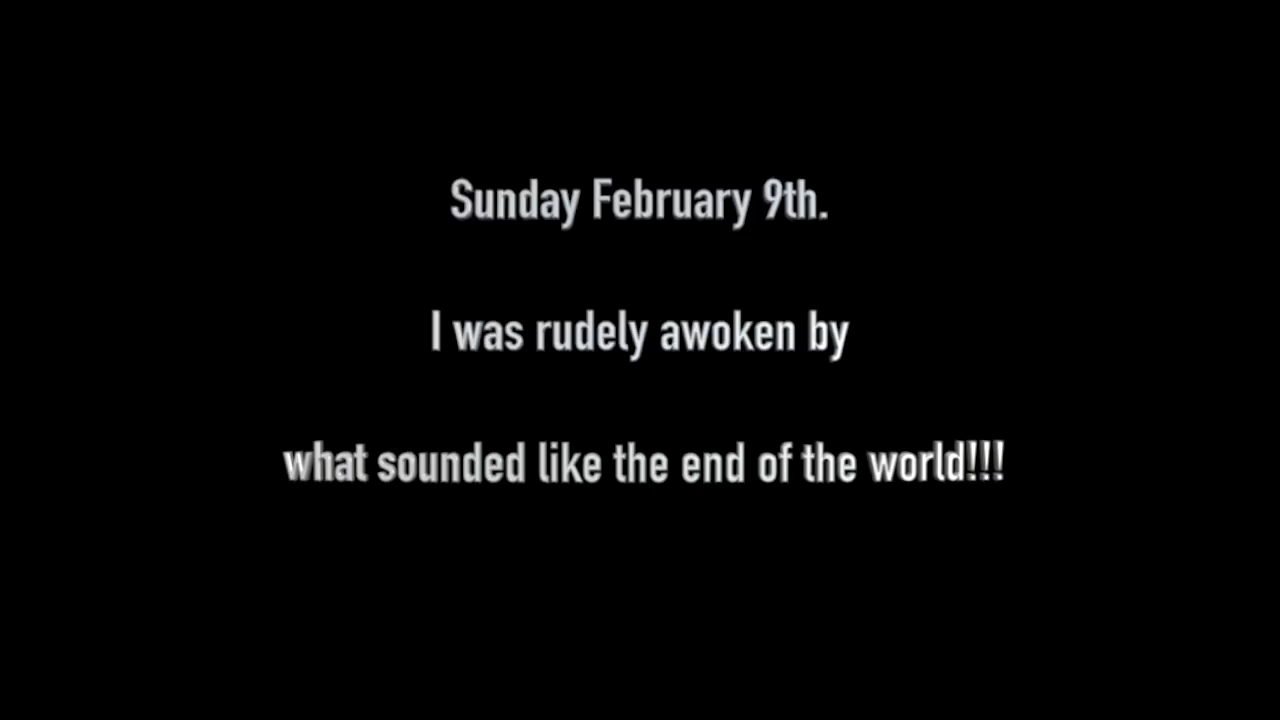 Sunday February 9th.
I was rudely awoken by
what sounded like the end of the world!!!